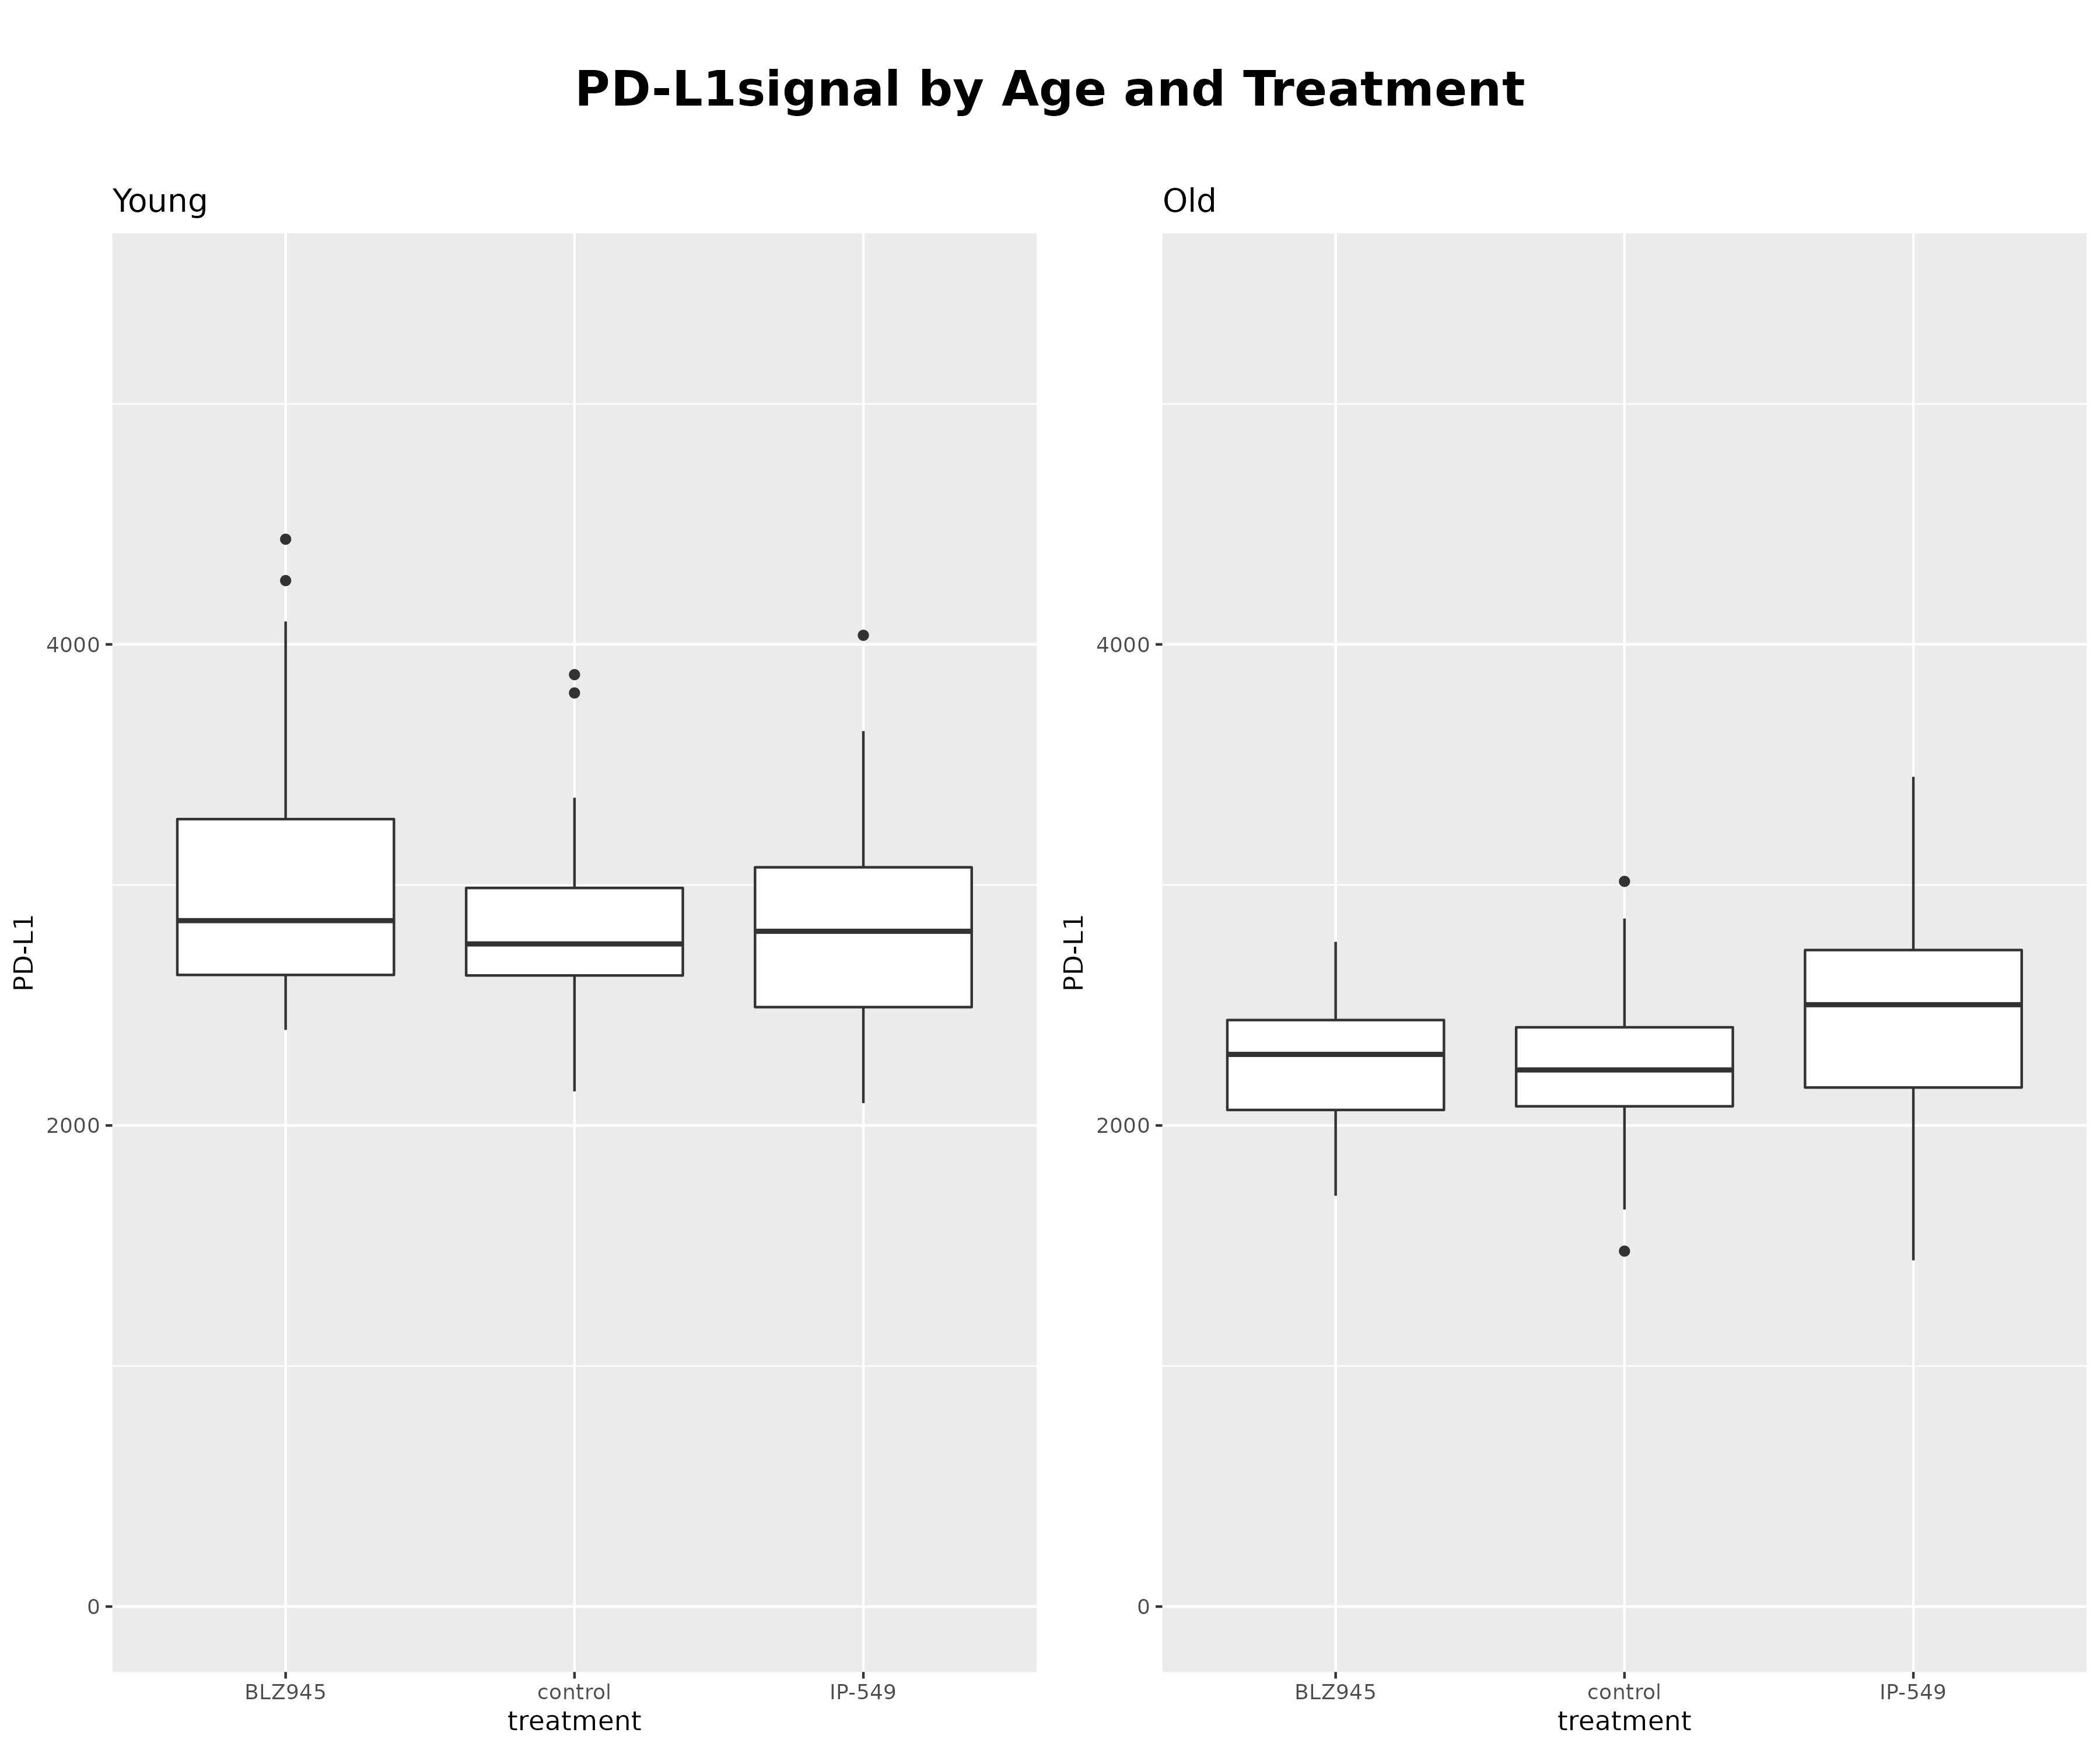 PD-L1signal by Age and Treatment
Young
PD-L1
4000
2000
0
BLZ945 control IP-549
treatment
Old
PD-L1
4000
2000
0
BLZ945 control IP-549
treatment